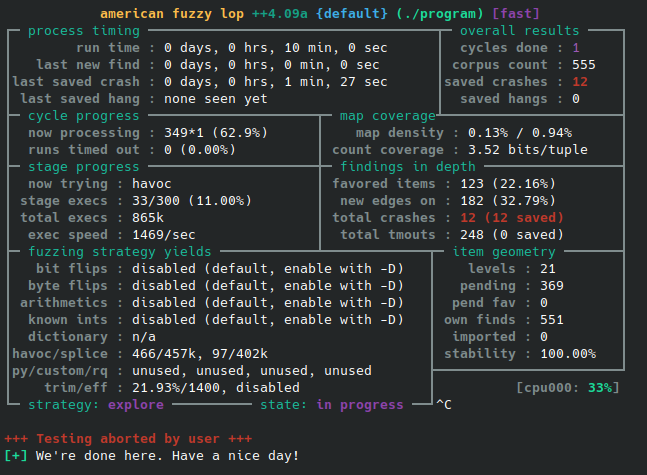 american fuzzy lop ++4.09a {default} (./program) [fast]
process timing overall results
run time : 0 days, 0 hrs, 10 min, 0 sec cycles done : 1
last new find : 0 days, 0 hrs, 0 min, 0 sec corpus count : 555
last saved crash : 0 days, 0 hrs, 1 min, 27 sec saved crashes : 12
last saved hang : none seen yet saved hangs : 0
cycle progress map coverage
now processing : 349*1 (62.9%) map density : 0.13% / 0.94%
runs timed out : 0 (0.00%) count coverage : 3.52 bits/tuple
stage progress findings in depth
now trying : havoc favored items : 123 (22.16%)
stage execs : 33/300 (11.00%) new edges on : 182 (32.79%)
total execs : 865k total crashes : 12 (12 saved)
exec speed : 1469/sec total tmouts : 248 (0 saved)
fuzzing strategy yields item geometry
bit flips : disabled (default, enable with -D) levels : 21
byte flips : disabled (default, enable with -D) pending : 369
arithmetics : disabled (default, enable with -D) pend fav : 0
known ints : disabled (default, enable with -D) own finds : 551
dictionary : n/a imported : 0
havoc/splice : 466/457k, 97/402k stability : 100.00%
py/custom/rq : unused, unused, unused, unused
trim/eff : 21.93%/1400, disabled [cpu000: 33%]
strategy: explore state: in progress ^C
+++ Testing aborted by user +++
[+] We're done here. Have a nice day!